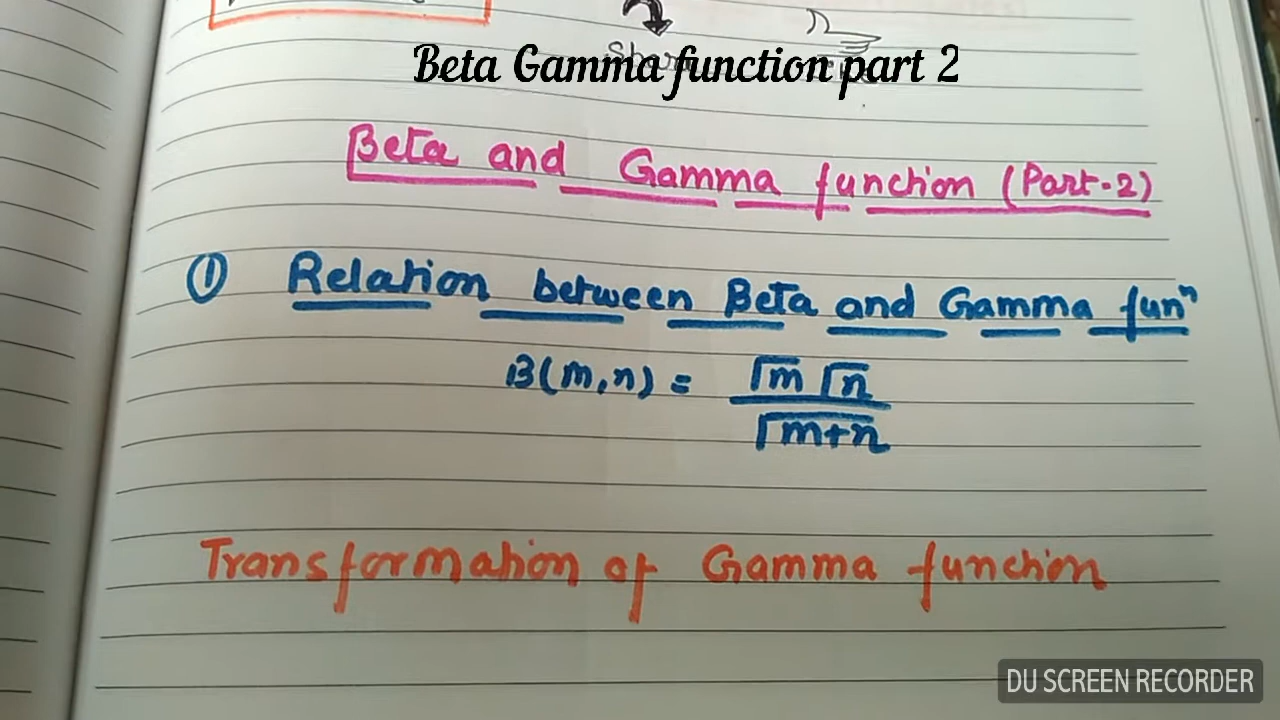 Beta Gamma function part 2
Beta and Gamma function (Part-2)
① Relation between Beta and Gamma funⁿ
B(m,n) = Γm Γn / Γm+n
Transformation of Gamma function
DU SCREEN RECORDER